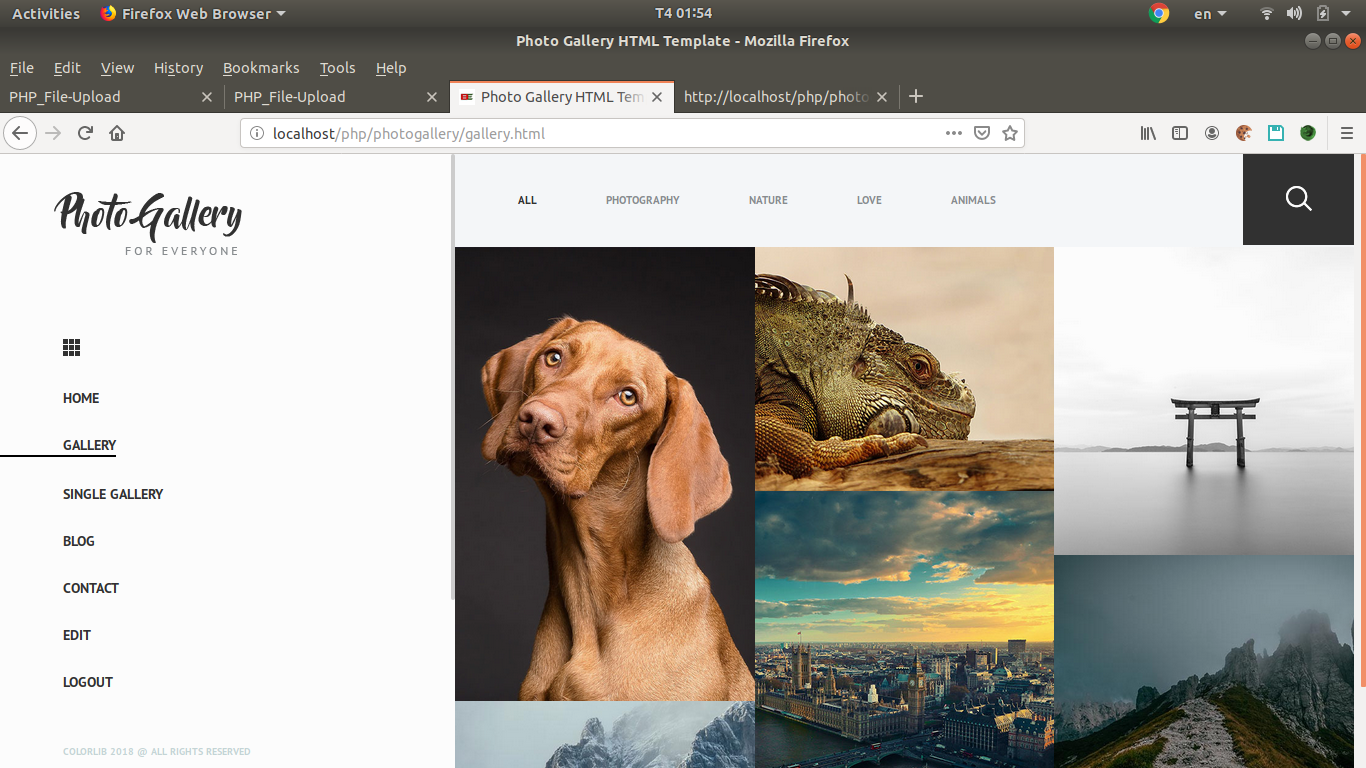 Activities Firefox Web Browser T4 01:54 en
Photo Gallery HTML Template - Mozilla Firefox
File Edit View History Bookmarks Tools Help
PHP_File-Upload PHP_File-Upload Photo Gallery HTML Tem http://localhost/php/photo
localhost/php/photogallery/gallery.html
Photo Gallery
FOR EVERYONE
ALL PHOTOGRAPHY NATURE LOVE ANIMALS
HOME
GALLERY
SINGLE GALLERY
BLOG
CONTACT
EDIT
LOGOUT
COLORLIB 2018 @ ALL RIGHTS RESERVED